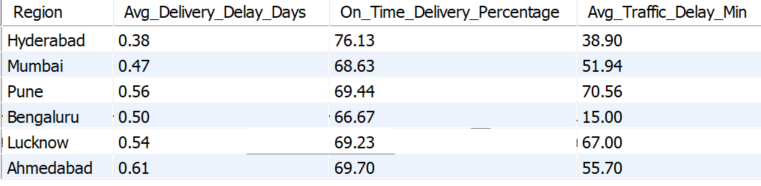 Region Avg_Delivery_Delay_Days On_Time_Delivery_Percentage Avg_Traffic_Delay_Min
Hyderabad 0.38 76.13 38.90
Mumbai 0.47 68.63 51.94
Pune 0.56 69.44 70.56
Bengaluru 0.50 66.67 15.00
Lucknow 0.54 69.23 67.00
Ahmedabad 0.61 69.70 55.70